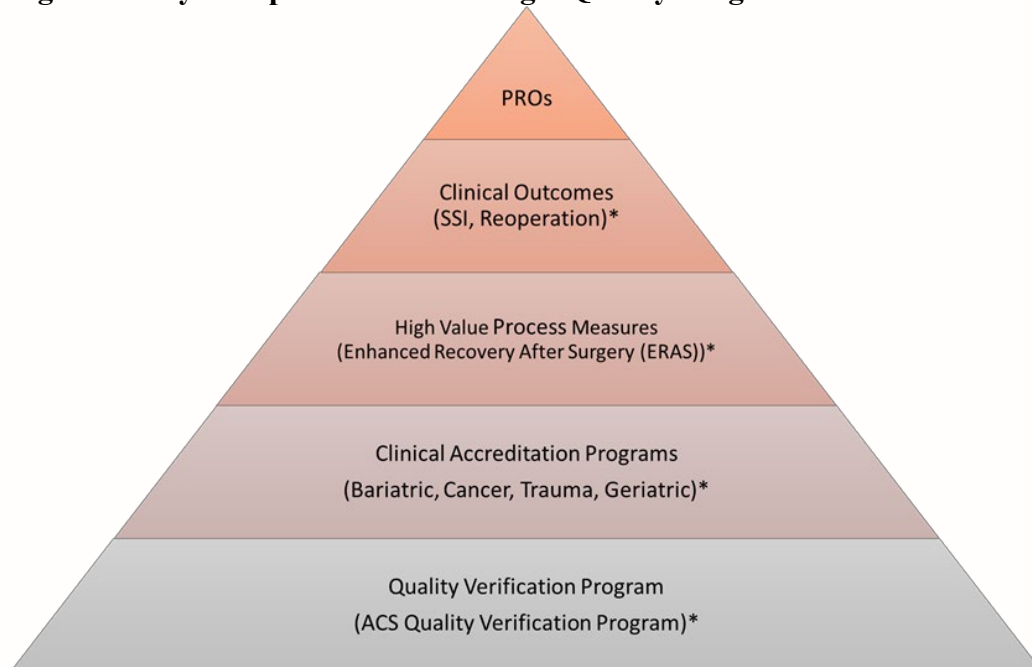 PROs
Clinical Outcomes
(SSI, Reoperation)*
High Value Process Measures
(Enhanced Recovery After Surgery (ERAS))*
Clinical Accreditation Programs
(Bariatric, Cancer, Trauma, Geriatric)*
Quality Verification Program
(ACS Quality Verification Program)*